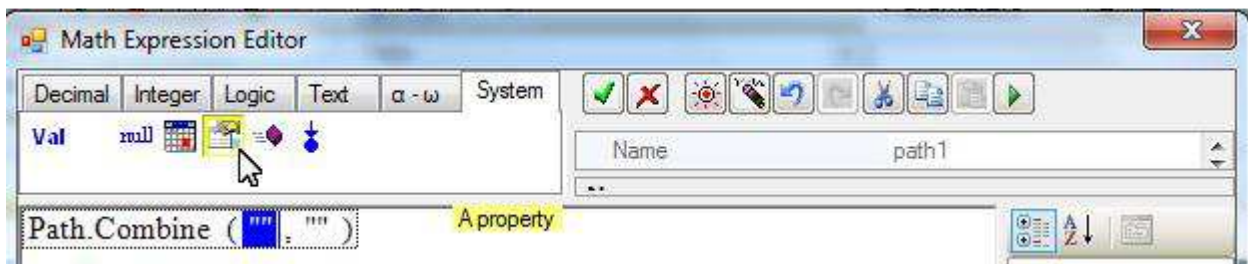 Math Expression Editor
Decimal Integer Logic Text α - ω System
Val null
Name path1
Path.Combine ( "" , "" )
A property
A Z